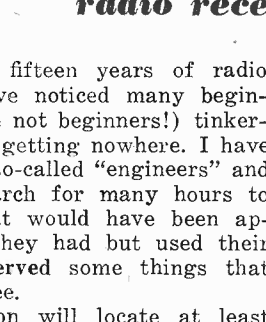 radio rece
fifteen years of radio
ve noticed many begin-
not beginners!) tinker-
getting nowhere. I have
o-called "engineers" and
rch for many hours to
t would have been ap-
hey had but used their
erved some things that
ee.
on will locate at least